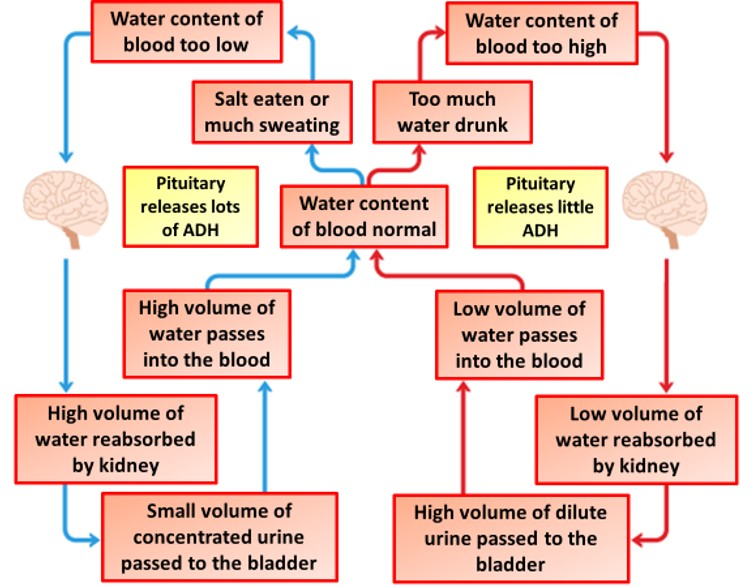 Water content of
blood too low
Water content of
blood too high
Salt eaten or
much sweating
Too much
water drunk
Pituitary
releases lots
of ADH
Water content
of blood normal
Pituitary
releases little
ADH
High volume of
water passes
into the blood
Low volume of
water passes
into the blood
High volume of
water reabsorbed
by kidney
Low volume of
water reabsorbed
by kidney
Small volume of
concentrated urine
passed to the bladder
High volume of dilute
urine passed to the
bladder